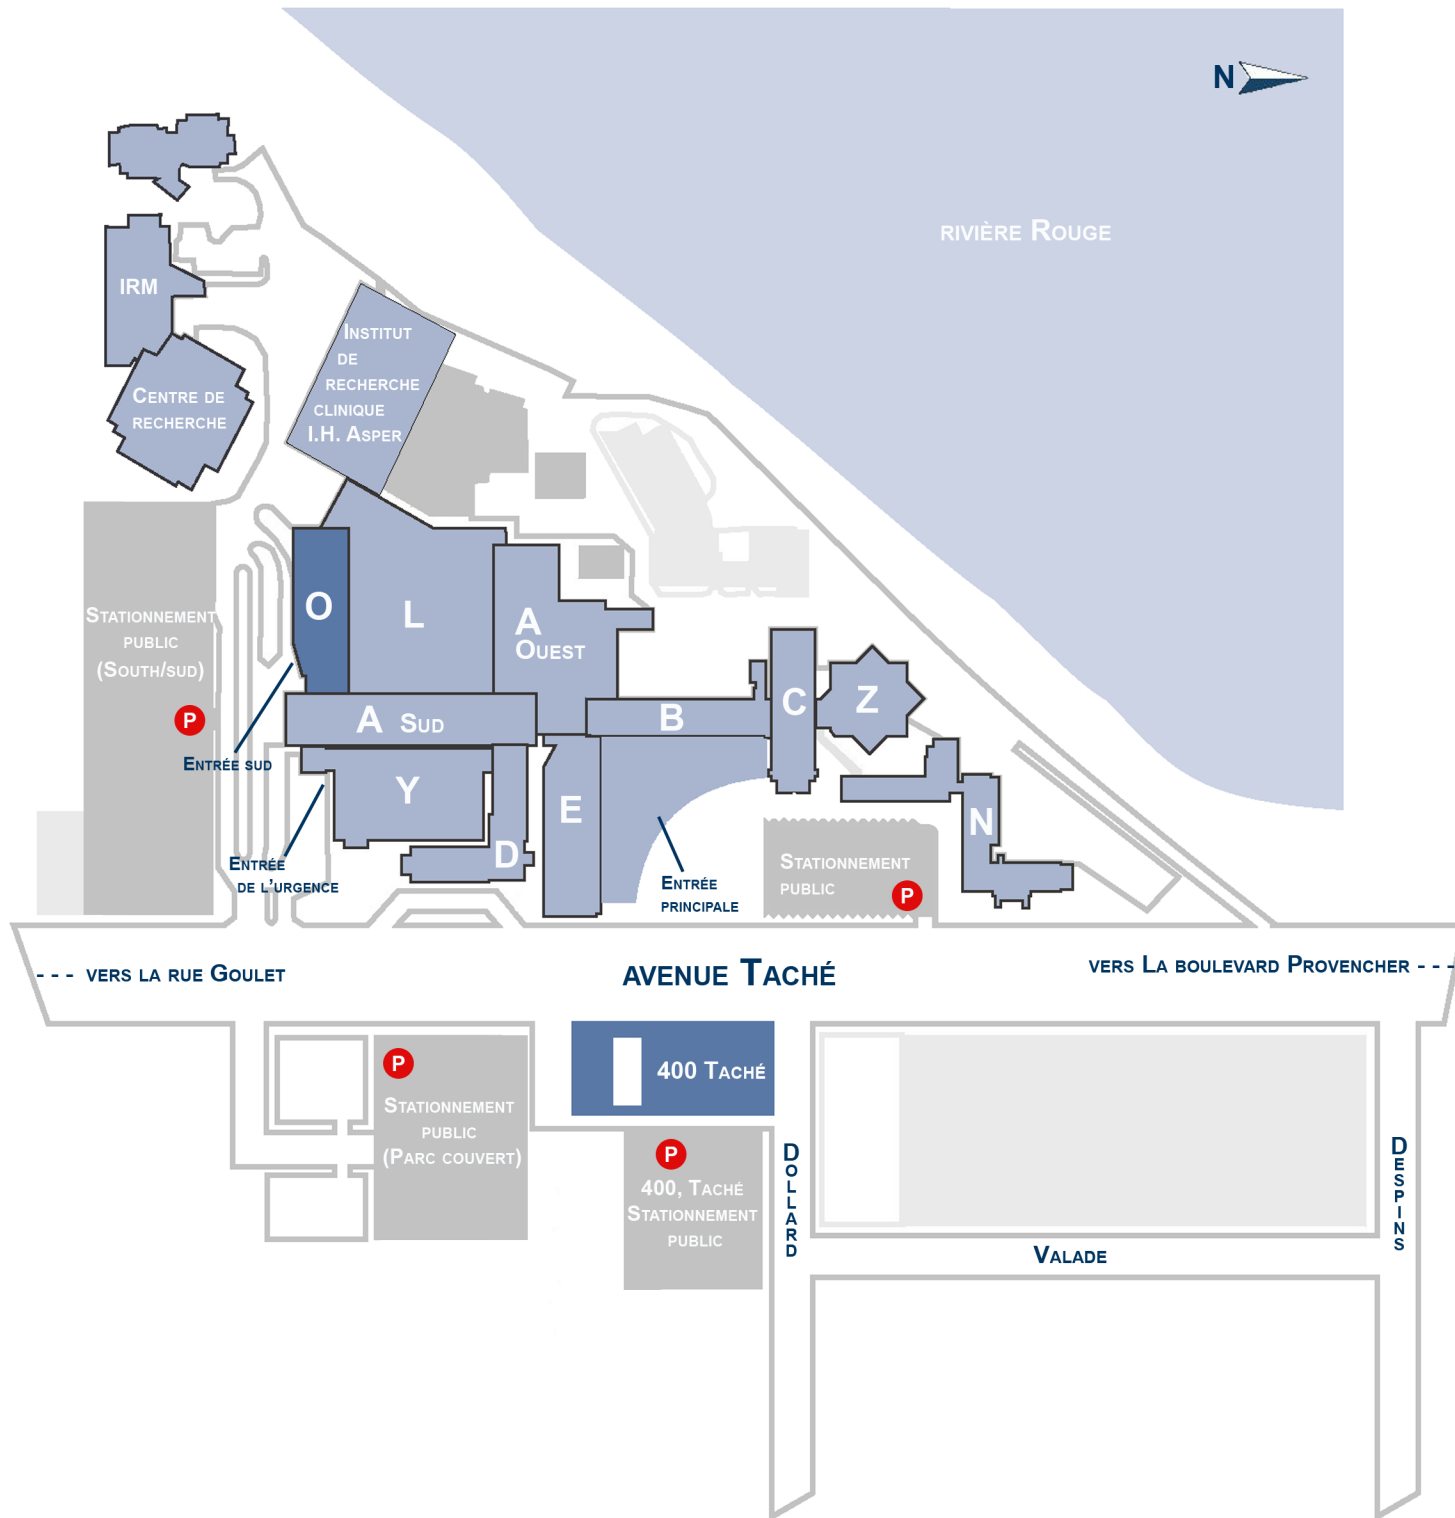 N
RIVIÈRE ROUGE
IRM
INSTITUT
DE
RECHERCHE
CLINIQUE
I.H. ASPER
CENTRE DE
RECHERCHE
O
L
A
OUEST
STATIONNEMENT
PUBLIC
(SOUTH/SUD)
P
A SUD
B
C
Z
ENTRÉE SUD
Y
E
N
D
ENTRÉE
DE L'URGENCE
ENTRÉE
PRINCIPALE
STATIONNEMENT
PUBLIC
P
- - - VERS LA RUE GOULET
AVENUE TACHÉ
VERS LA BOULEVARD PROVENCHER - - -
P
STATIONNEMENT
PUBLIC
(PARC COUVERT)
400 TACHÉ
P
400, TACHÉ
STATIONNEMENT
PUBLIC
DOLLARD
VALADE
DESPINS